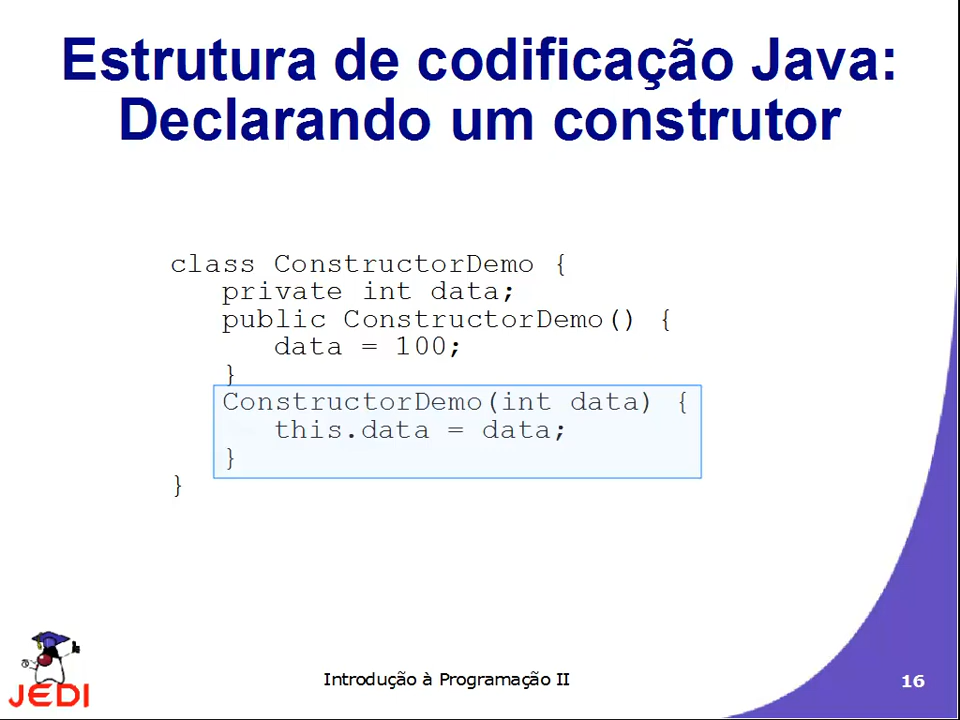 Estrutura de codificação Java:
Declarando um construtor
class ConstructorDemo {
   private int data;
   public ConstructorDemo() {
      data = 100;
   }
   ConstructorDemo(int data) {
      this.data = data;
   }
}
JEDI
Introdução à Programação II
16